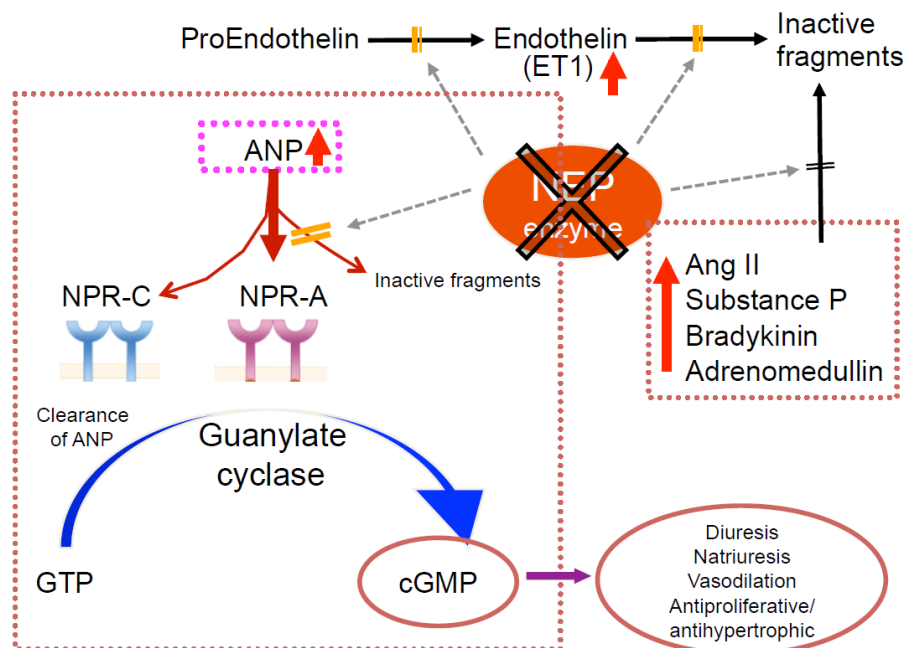 ProEndothelin
Endothelin
(ET1)
Inactive
fragments
ANP
NEP
enzyme
Inactive fragments
NPR-C
NPR-A
Ang II
Substance P
Bradykinin
Adrenomedullin
Clearance
of ANP
Guanylate
cyclase
GTP
cGMP
Diuresis
Natriuresis
Vasodilation
Antiproliferative/
antihypertrophic